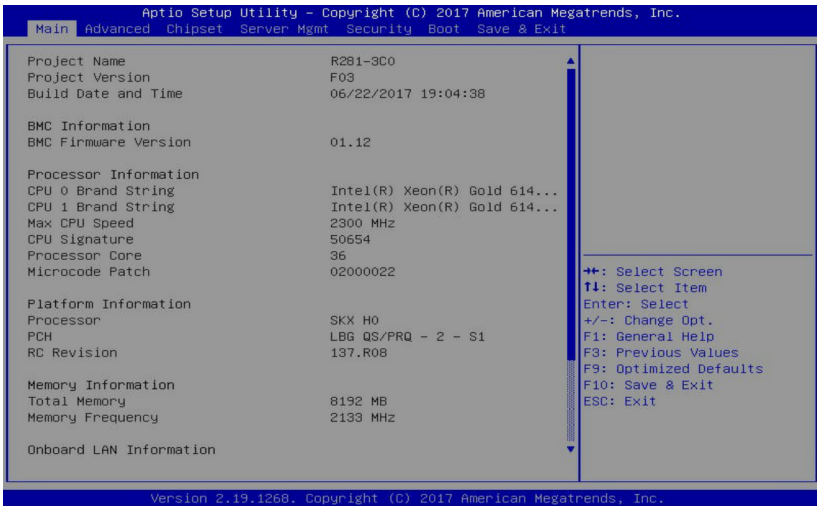 Aptio Setup Utility – Copyright (C) 2017 American Megatrends, Inc.
Main Advanced Chipset Server Mgmt Security Boot Save & Exit
Project Name R281-3C0
Project Version F03
Build Date and Time 06/22/2017 19:04:38
BMC Information
BMC Firmware Version 01.12
Processor Information
CPU 0 Brand String Intel(R) Xeon(R) Gold 614...
CPU 1 Brand String Intel(R) Xeon(R) Gold 614...
Max CPU Speed 2300 MHz
CPU Signature 50654
Processor Core 36
Microcode Patch 02000022
Platform Information
Processor SKX H0
PCH LBG QS/PRQ - 2 - S1
RC Revision 137.R08
Memory Information
Total Memory 8192 MB
Memory Frequency 2133 MHz
Onboard LAN Information
→←: Select Screen
↑↓: Select Item
Enter: Select
+/-: Change Opt.
F1: General Help
F3: Previous Values
F9: Optimized Defaults
F10: Save & Exit
ESC: Exit
Version 2.19.1268. Copyright (C) 2017 American Megatrends, Inc.